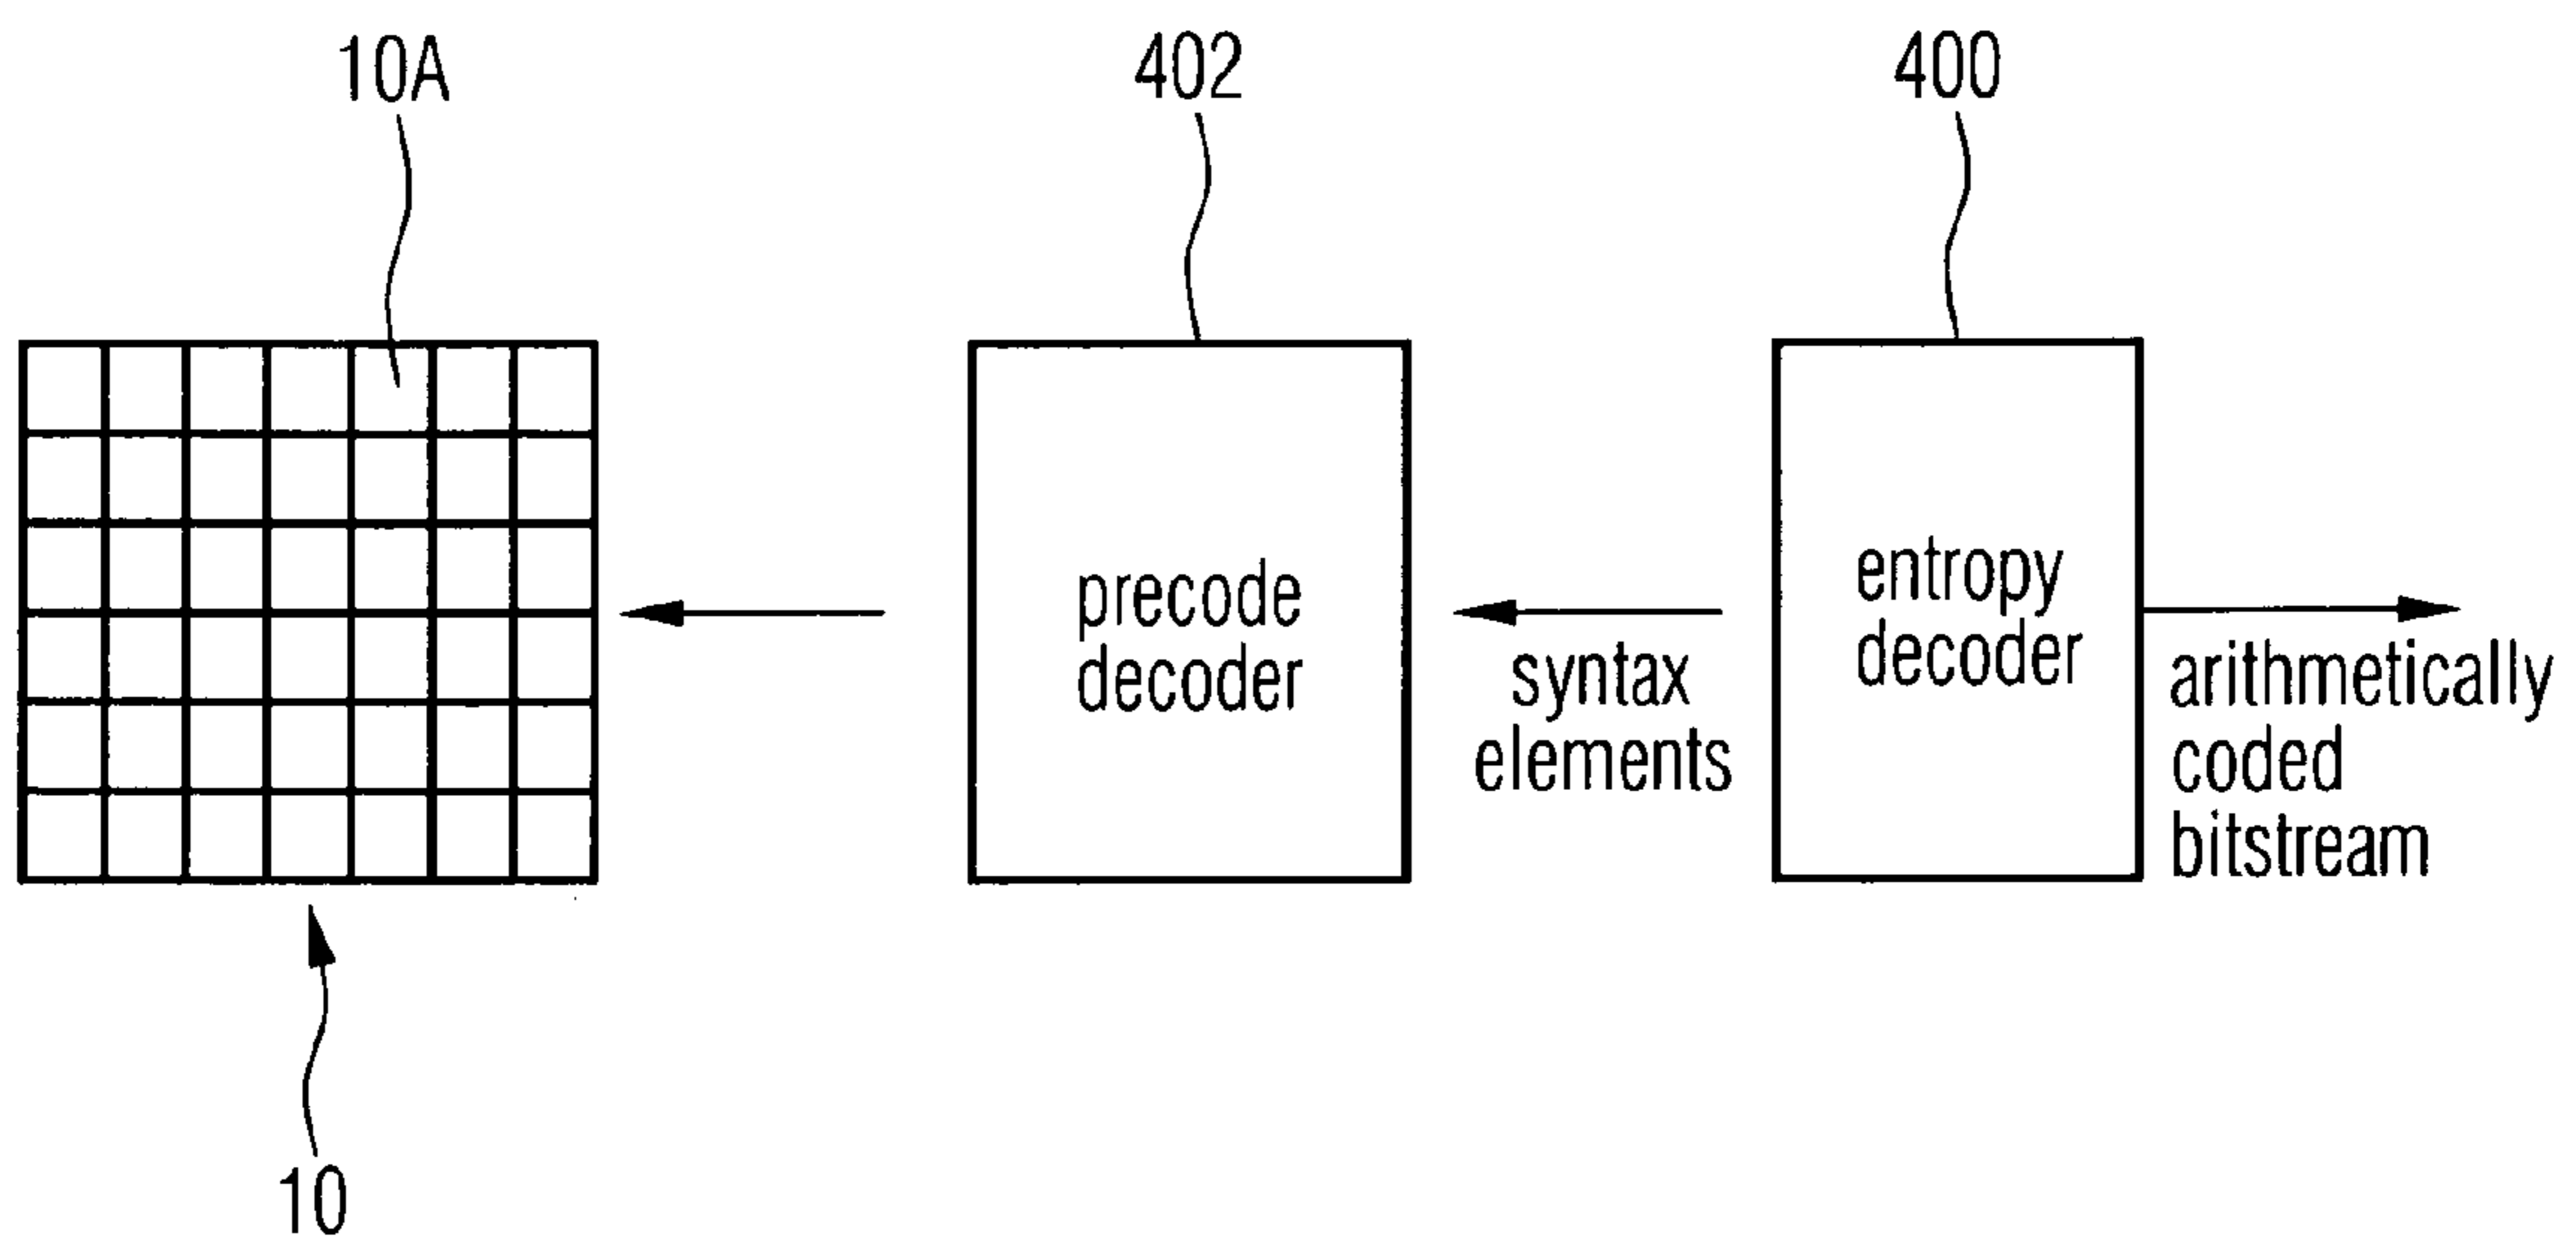 10A
402
400
precode
decoder
syntax
elements
entropy
decoder
arithmetically
coded
bitstream
10